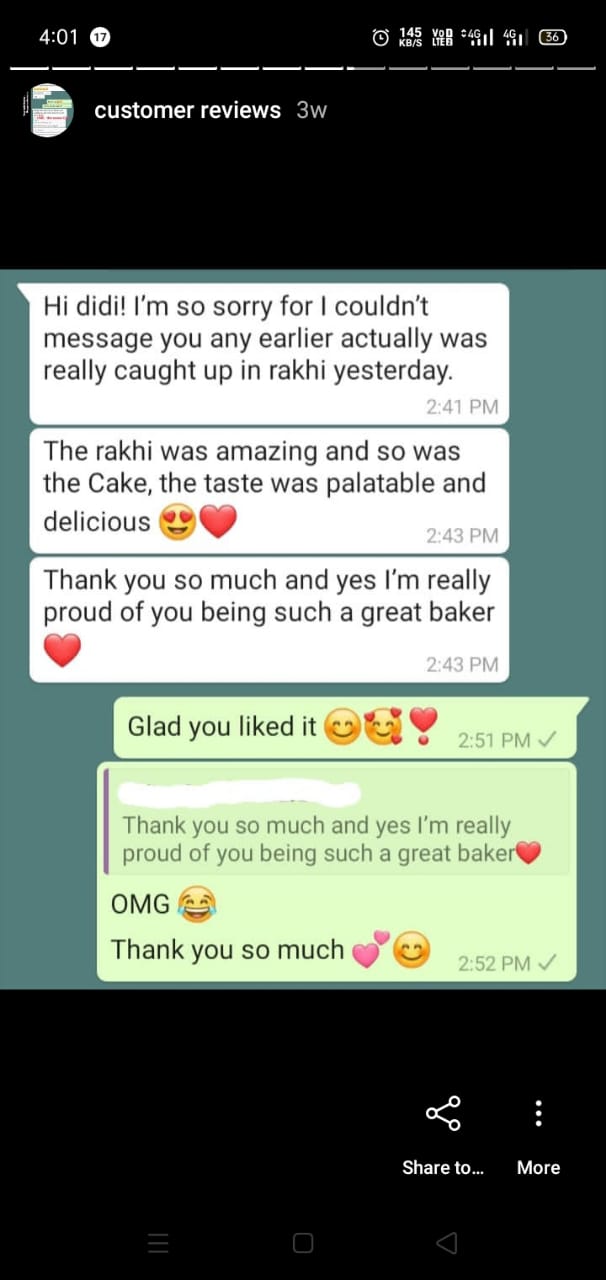 4:01 17 145 KB/S VoD LTE 4G 4G 36
customer reviews 3w
Hi didi! I'm so sorry for I couldn't
message you any earlier actually was
really caught up in rakhi yesterday.
2:41 PM
The rakhi was amazing and so was
the Cake, the taste was palatable and
delicious 😍❤️
2:43 PM
Thank you so much and yes I'm really
proud of you being such a great baker
❤️
2:43 PM
Glad you liked it 😊🥰❣️ 2:51 PM ✓
Thank you so much and yes I'm really
proud of you being such a great baker❤️
OMG 😂
Thank you so much 💕😊 2:52 PM ✓
Share to... More